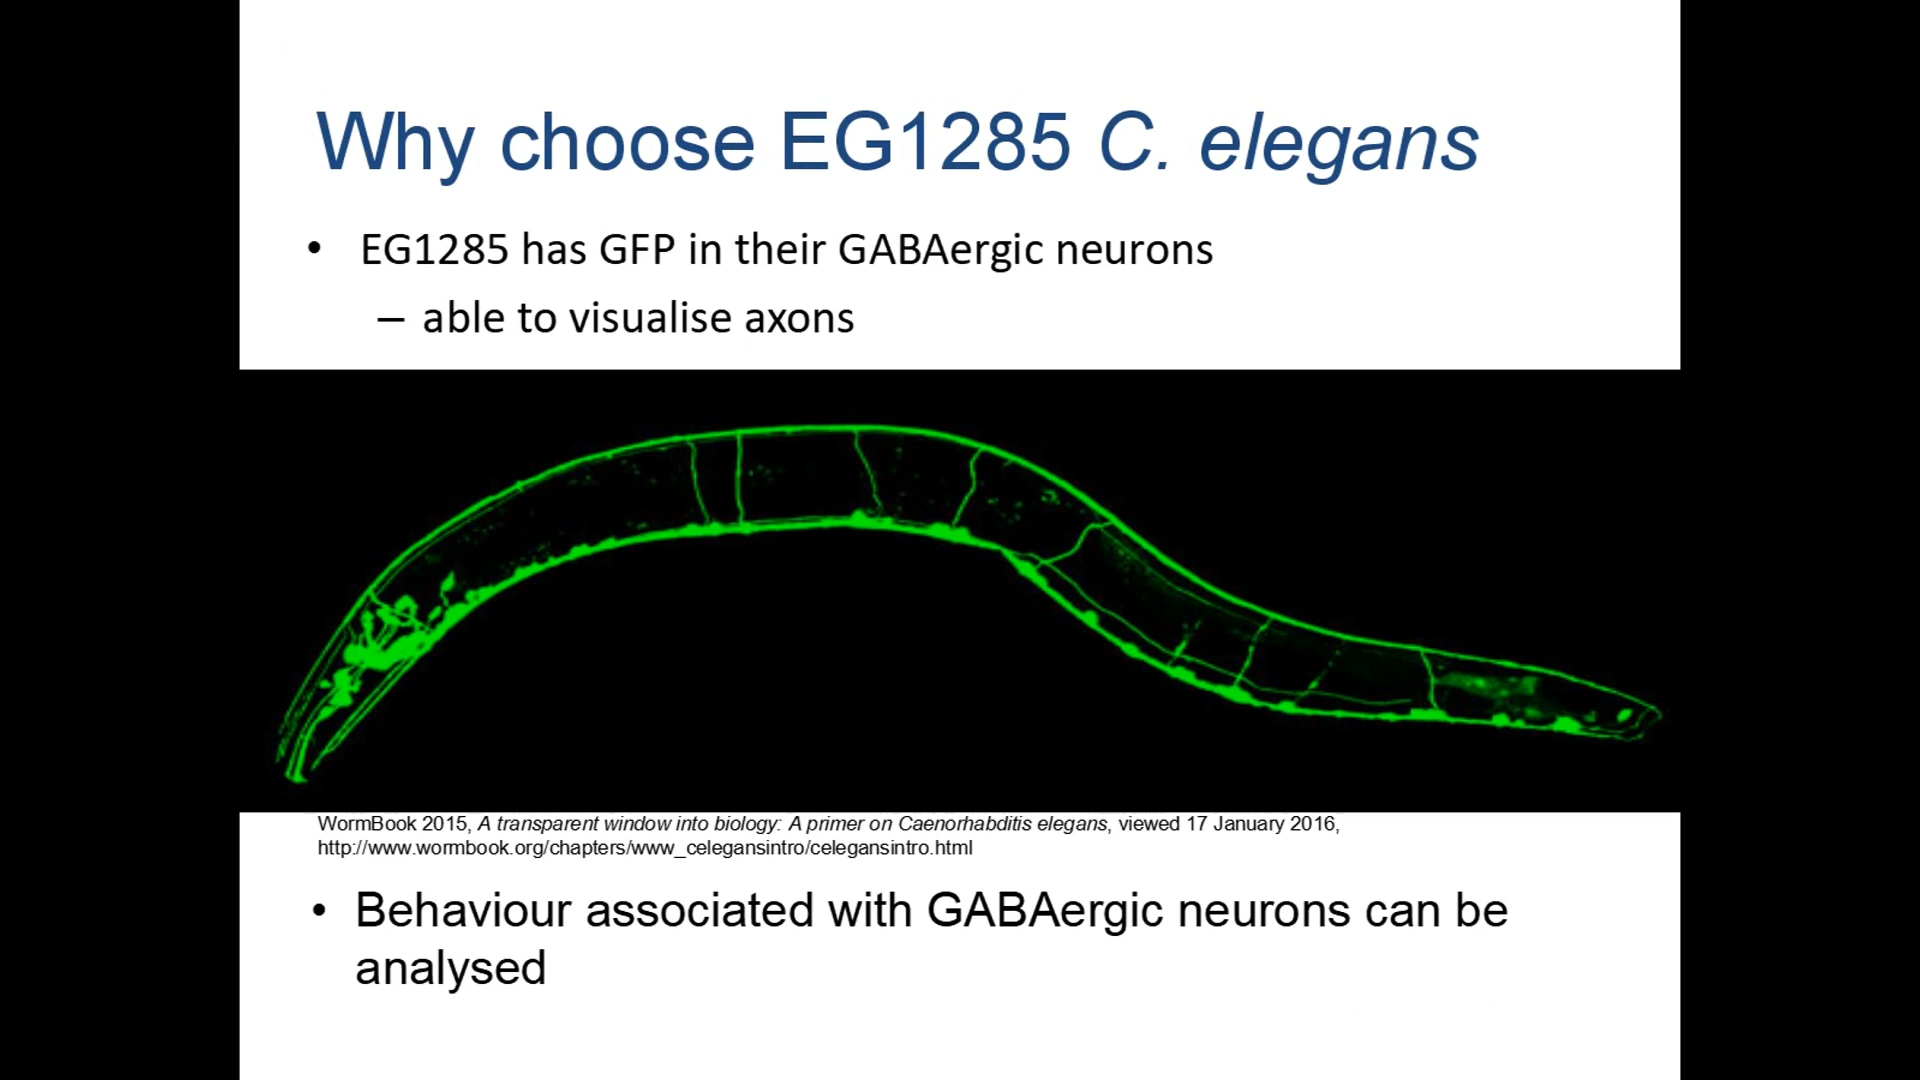 Why choose EG1285 C. elegans
• EG1285 has GFP in their GABAergic neurons
– able to visualise axons
WormBook 2015, A transparent window into biology: A primer on Caenorhabditis elegans, viewed 17 January 2016,
http://www.wormbook.org/chapters/www_celegansintro/celegansintro.html
• Behaviour associated with GABAergic neurons can be
analysed